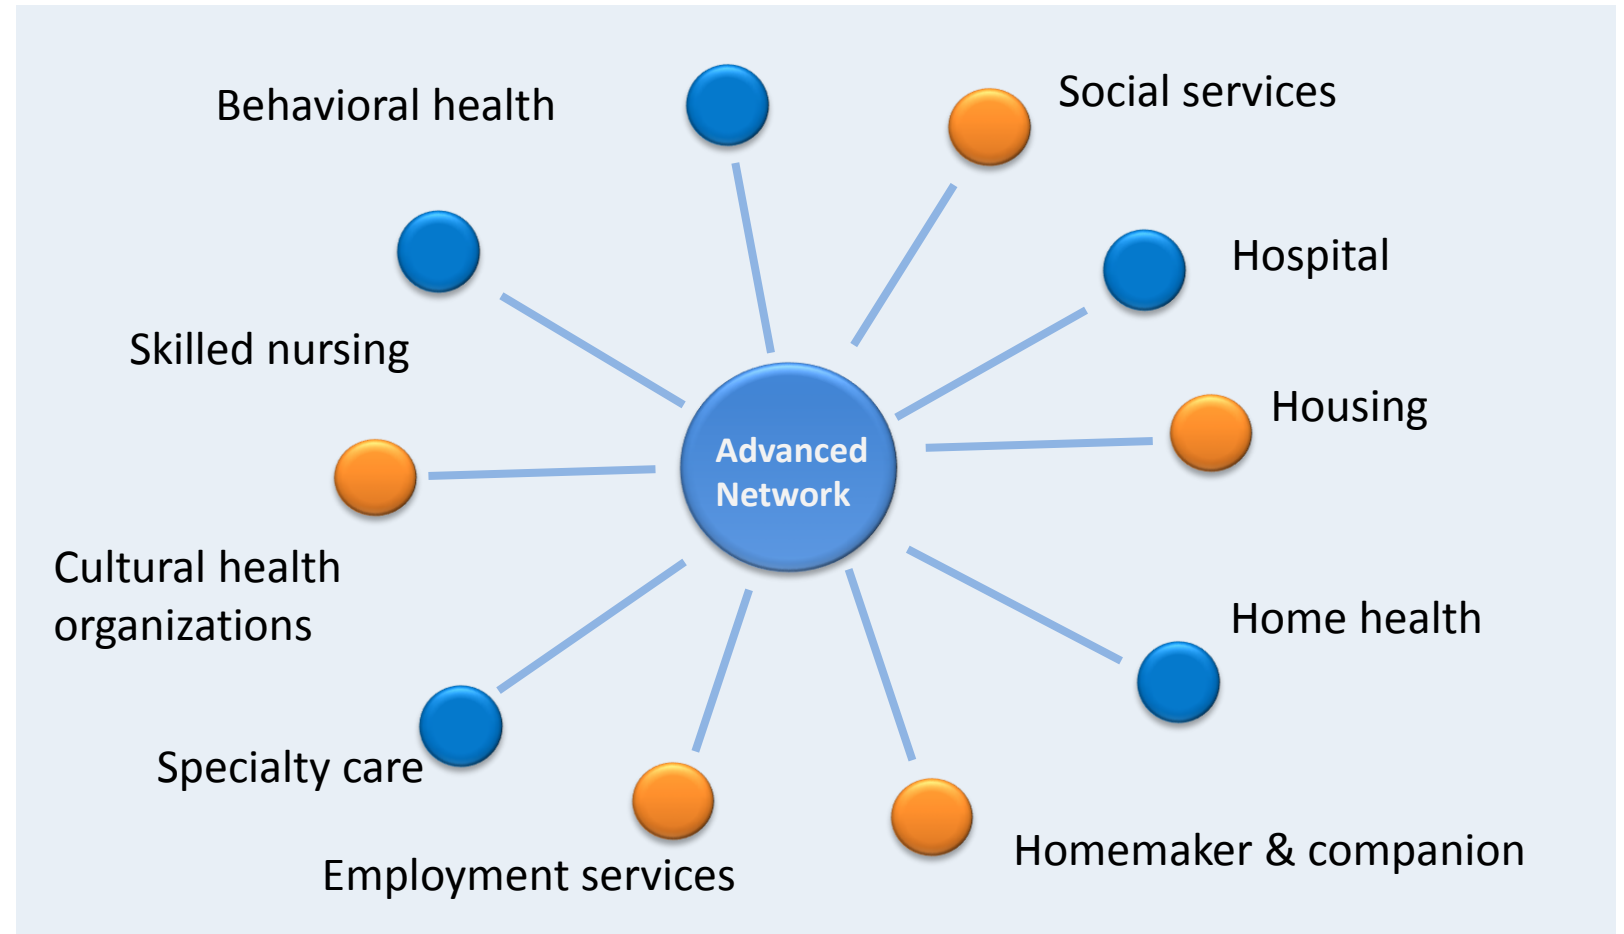 Behavioral health
Social services
Hospital
Skilled nursing
Housing
Advanced
Network
Cultural health
organizations
Home health
Specialty care
Employment services
Homemaker & companion